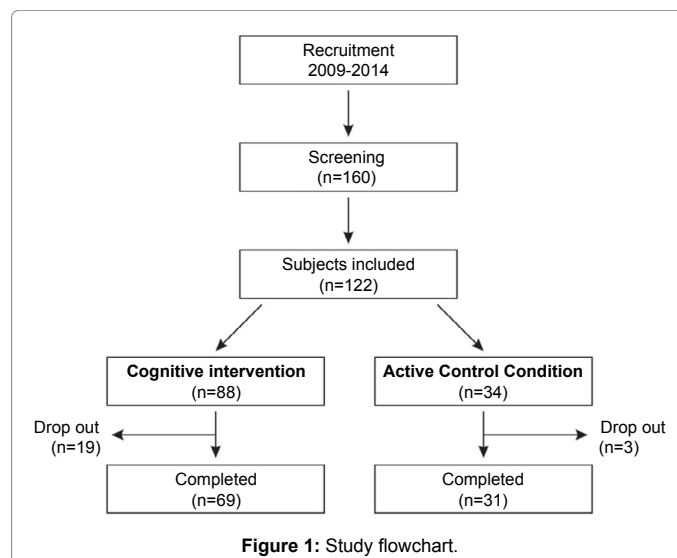 Recruitment
2009-2014
Screening
(n=160)
Subjects included
(n=122)
Cognitive intervention
(n=88)
Active Control Condition
(n=34)
Drop out
(n=19)
Drop out
(n=3)
Completed
(n=69)
Completed
(n=31)
Figure 1: Study flowchart.